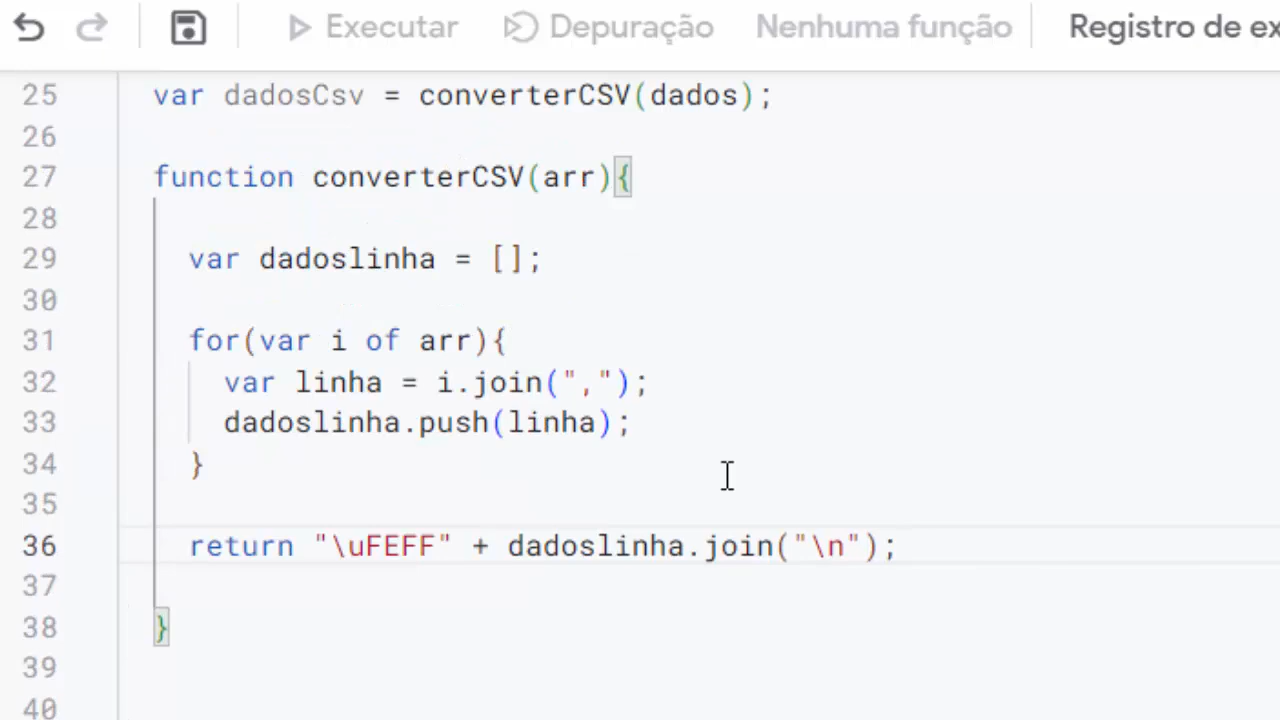 Executar Depuração Nenhuma função Registro de ex
25 var dadosCsv = converterCSV(dados);
26
27 function converterCSV(arr){
28
29 var dadoslinha = [];
30
31 for(var i of arr){
32 var linha = i.join(",");
33 dadoslinha.push(linha);
34 }
35
36 return "\uFEFF" + dadoslinha.join("\n");
37
38 }
39
40